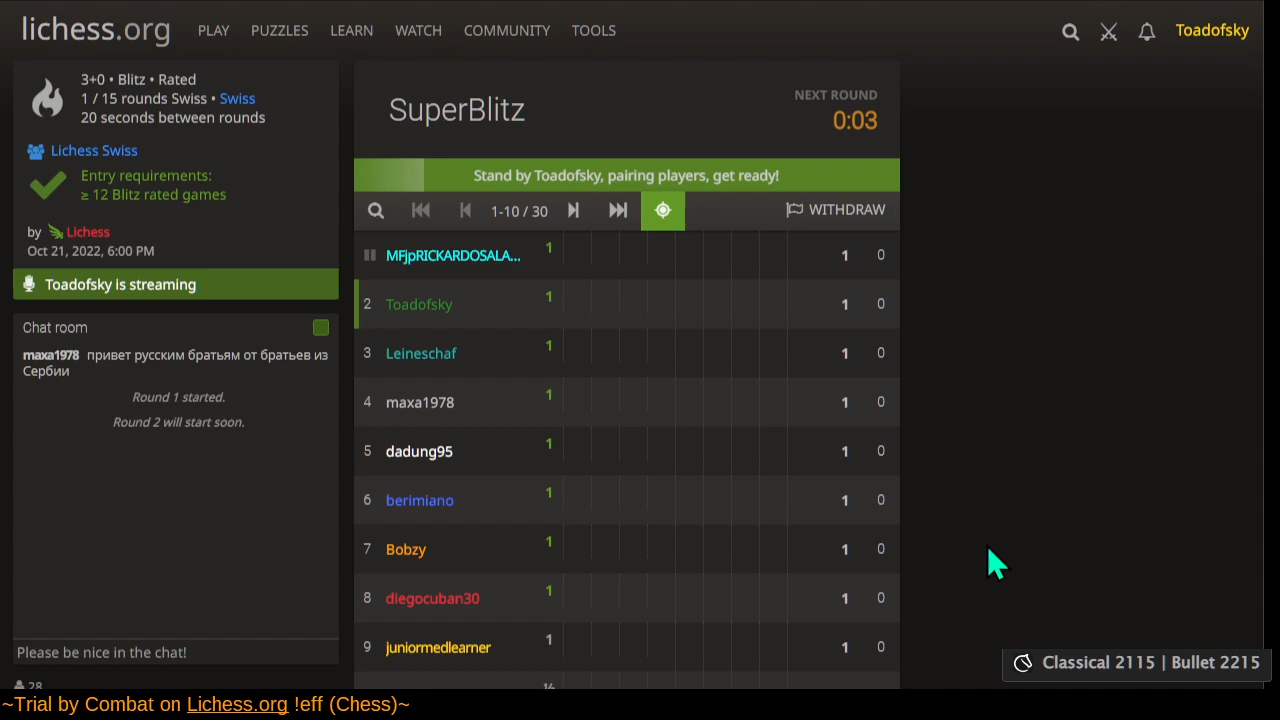 lichess.org PLAY PUZZLES LEARN WATCH COMMUNITY TOOLS Toadofsky
3+0 • Blitz • Rated
1 / 15 rounds Swiss • Swiss
20 seconds between rounds
Lichess Swiss
Entry requirements:
≥ 12 Blitz rated games
by Lichess
Oct 21, 2022, 6:00 PM
Toadofsky is streaming
Chat room
maxa1978 привет русским братьям от братьев из
Сербии
Round 1 started.
Round 2 will start soon.
Please be nice in the chat!
28
SuperBlitz
NEXT ROUND
0:03
Stand by Toadofsky, pairing players, get ready!
1-10 / 30 WITHDRAW
MFjpRICKARDOSALA... 1 1 0
2 Toadofsky 1 1 0
3 Leineschaf 1 1 0
4 maxa1978 1 1 0
5 dadung95 1 1 0
6 berimiano 1 1 0
7 Bobzy 1 1 0
8 diegocuban30 1 1 0
9 juniormedlearner 1 1 0
½
Classical 2115 | Bullet 2215
~Trial by Combat on Lichess.org !eff (Chess)~